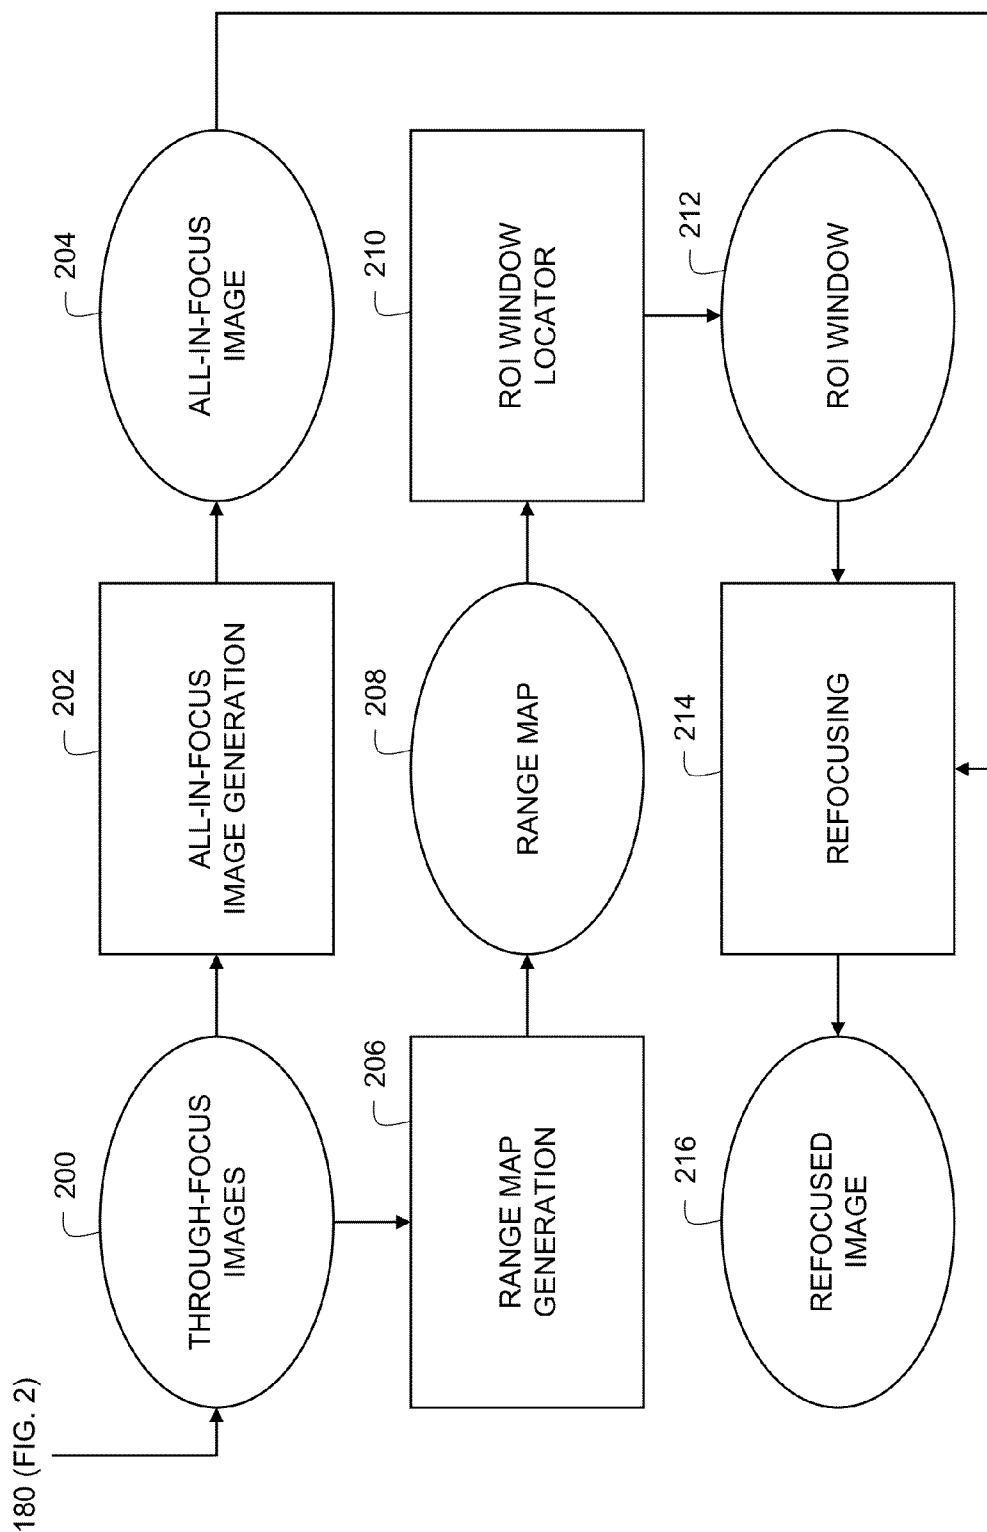 180 (FIG. 2)
200
THROUGH-FOCUS
IMAGES
202
ALL-IN-FOCUS
IMAGE GENERATION
204
ALL-IN-FOCUS
IMAGE
206
RANGE MAP
GENERATION
208
RANGE MAP
210
ROI WINDOW
LOCATOR
212
ROI WINDOW
214
REFOCUSING
216
REFOCUSED
IMAGE